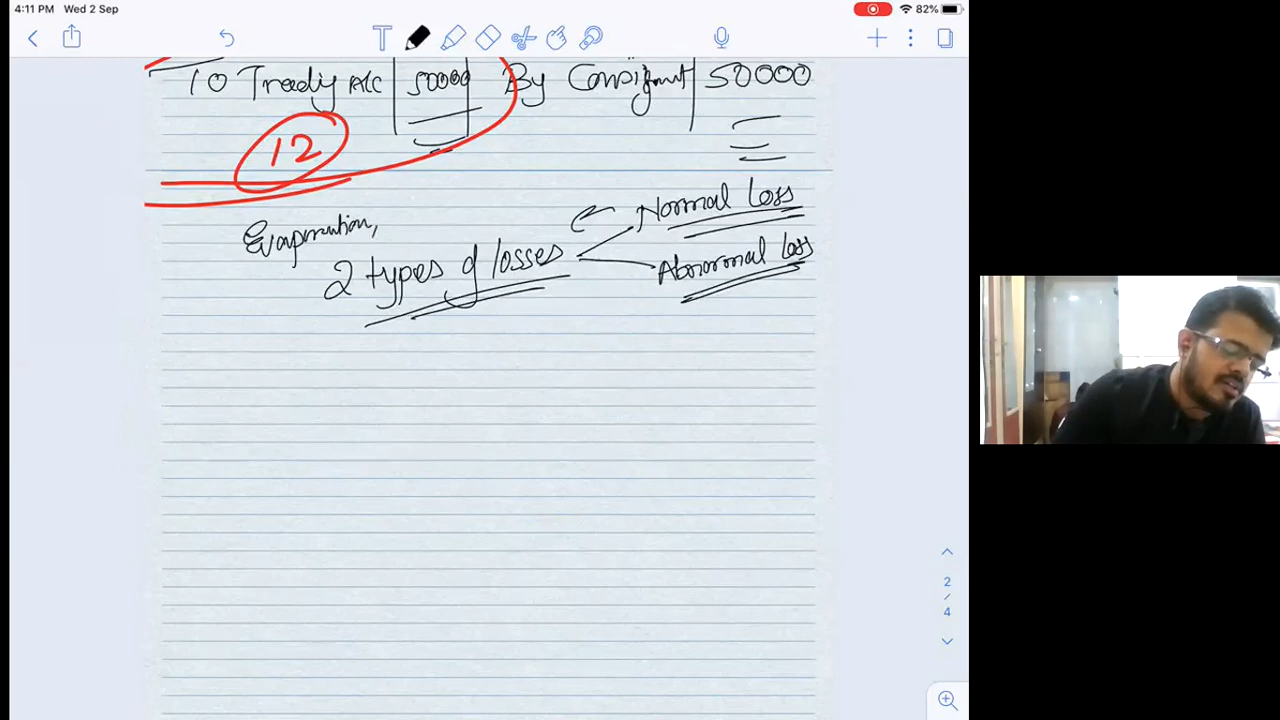 4:11 PM Wed 2 Sep
82%
To Trading A/c 50000 By Consignment 50000
12
Evaporation,
Normal Loss
2 types of losses
Abnormal loss
2
/
4